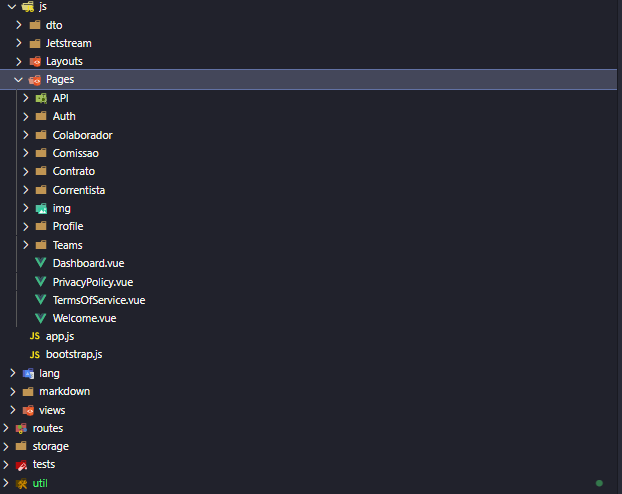 js
dto
Jetstream
Layouts
Pages
API
Auth
Colaborador
Comissao
Contrato
Correntista
img
Profile
Teams
Dashboard.vue
PrivacyPolicy.vue
TermsOfService.vue
Welcome.vue
JS app.js
JS bootstrap.js
lang
markdown
views
routes
storage
tests
util